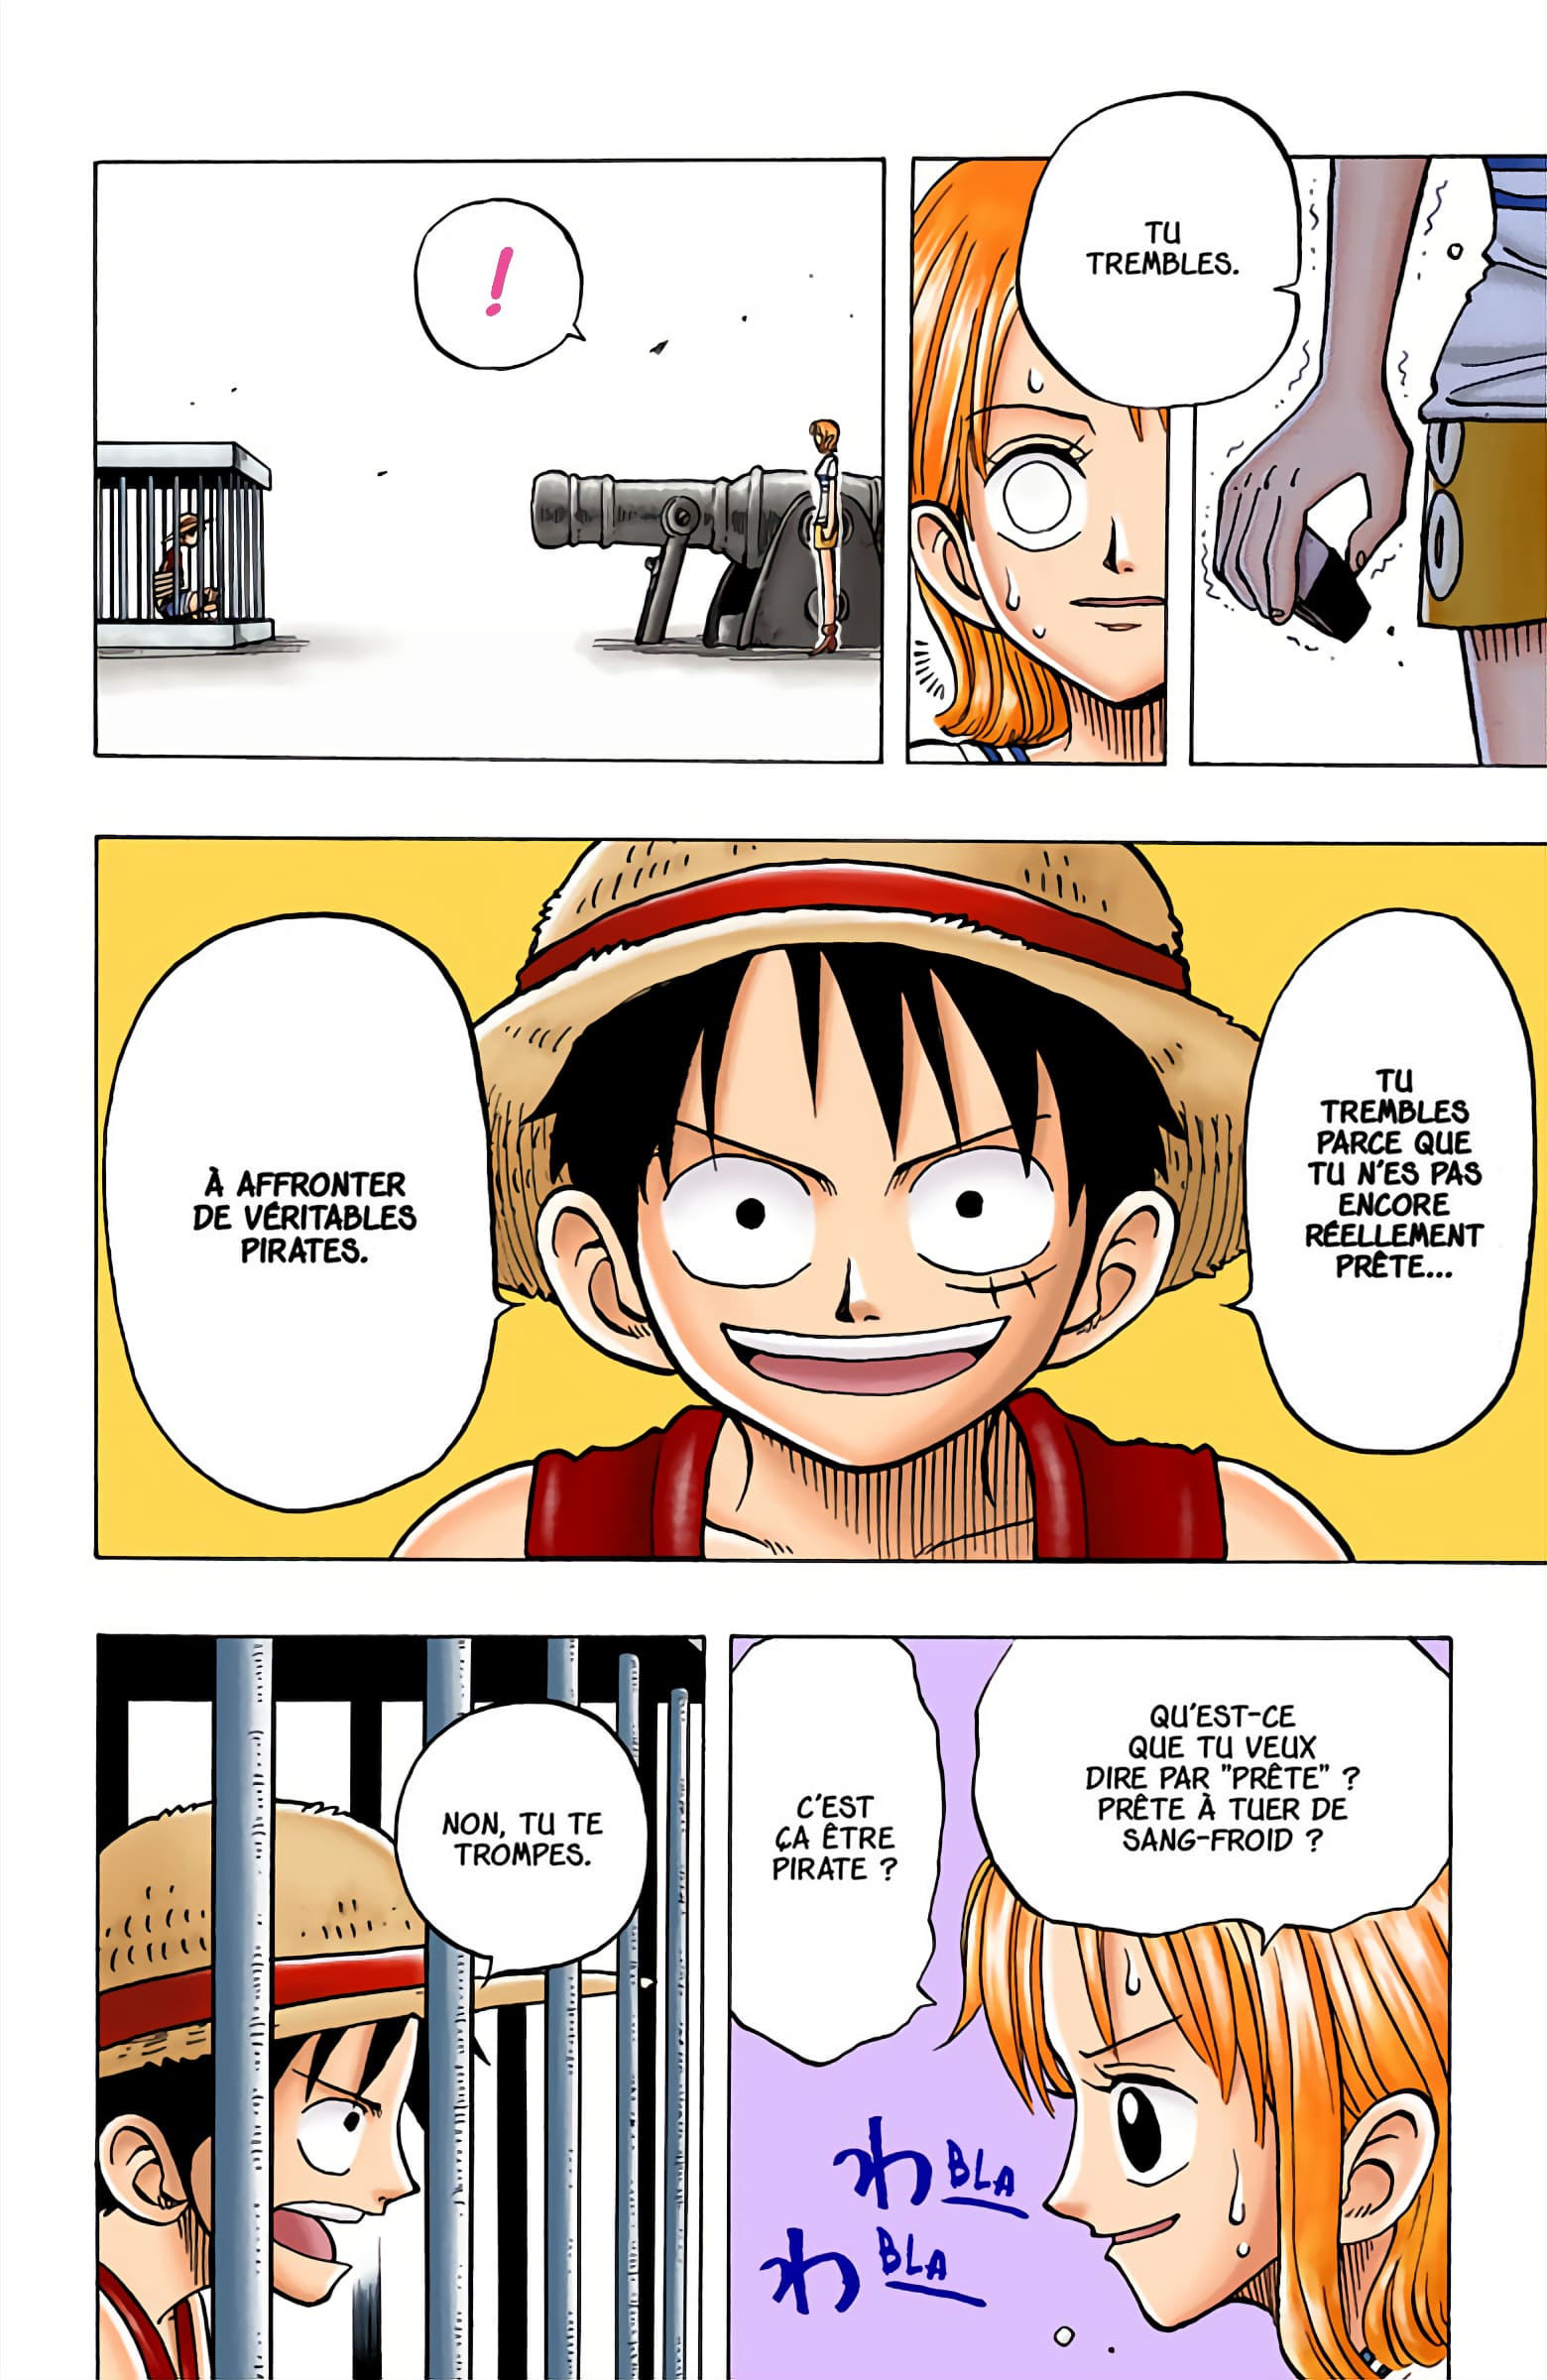 TU
TREMBLES.
!
TU
TREMBLES
PARCE QUE
TU N'ES PAS
ENCORE
RÉELLEMENT
PRÊTE...
À AFFRONTER
DE VÉRITABLES
PIRATES.
QU'EST-CE
QUE TU VEUX
DIRE PAR "PRÊTE" ?
PRÊTE À TUER DE
SANG-FROID ?
C'EST
ÇA ÊTRE
PIRATE ?
わ BLA
わ BLA
NON, TU TE
TROMPES.